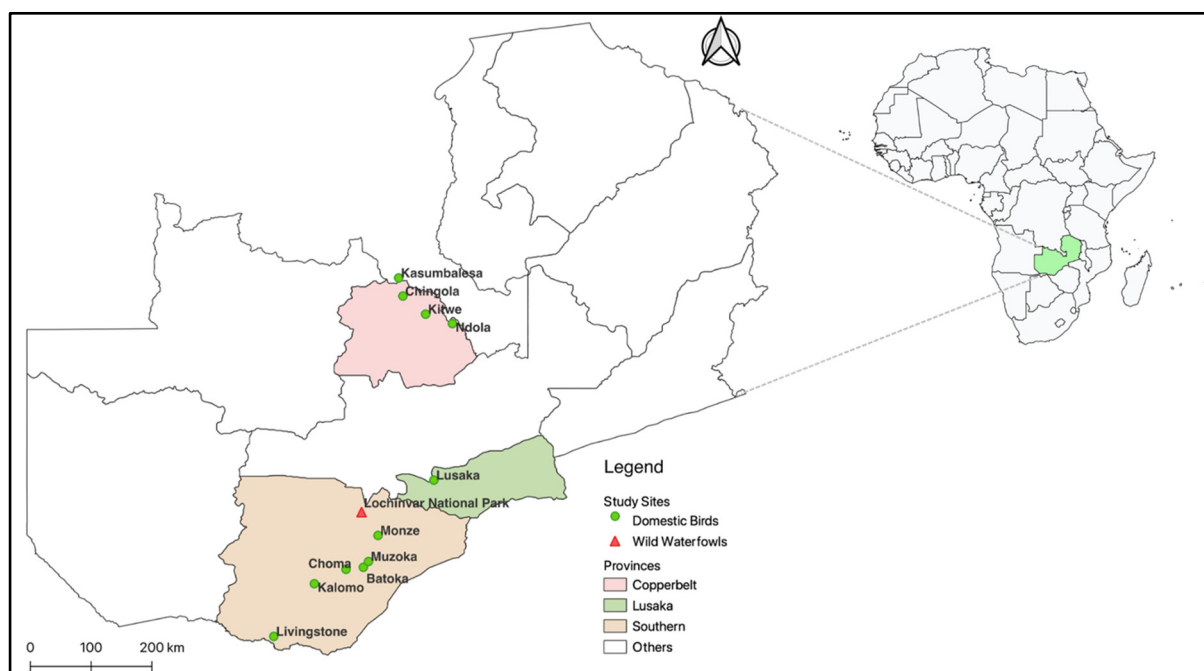 Kasumbalesa
Chingola
Kitwe
Ndola
Lusaka
Lochinvar National Park
Monze
Muzoka
Choma
Batoka
Kalomo
Livingstone
0 100 200 km
Legend
Study Sites
Domestic Birds
Wild Waterfowls
Provinces
Copperbelt
Lusaka
Southern
Others